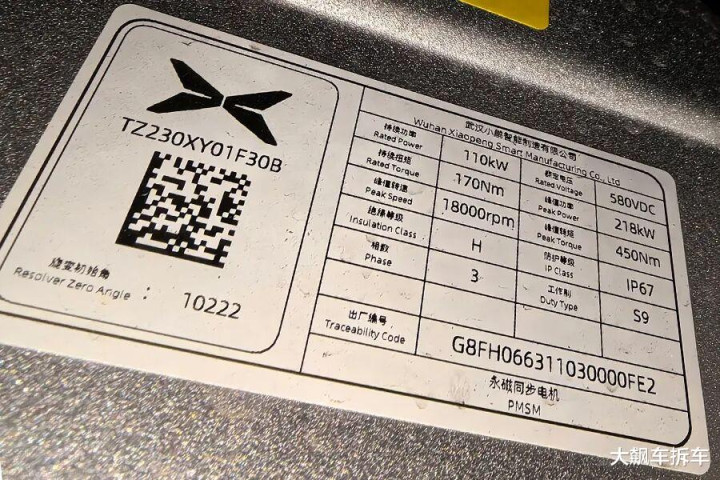 TZ230XY01F30B
旋变初始角
Resolver Zero Angle : 10222
武汉小鹏智能制造有限公司
Wuhan Xiaopeng Smart Manufacturing Co., Ltd
持续功率
Rated Power
110kW
额定电压
Rated Voltage
580VDC
持续扭矩
Rated Torque
170Nm
峰值功率
Peak Power
218kW
峰值转速
Peak Speed
18000rpm
峰值转矩
Peak Torque
450Nm
绝缘等级
Insulation Class
H
防护等级
IP Class
IP67
相数
Phase
3
工作制
Duty Type
S9
出厂编号
Traceability Code
G8FH066311030000FE2
永磁同步电机
PMSM
大飙车拆车